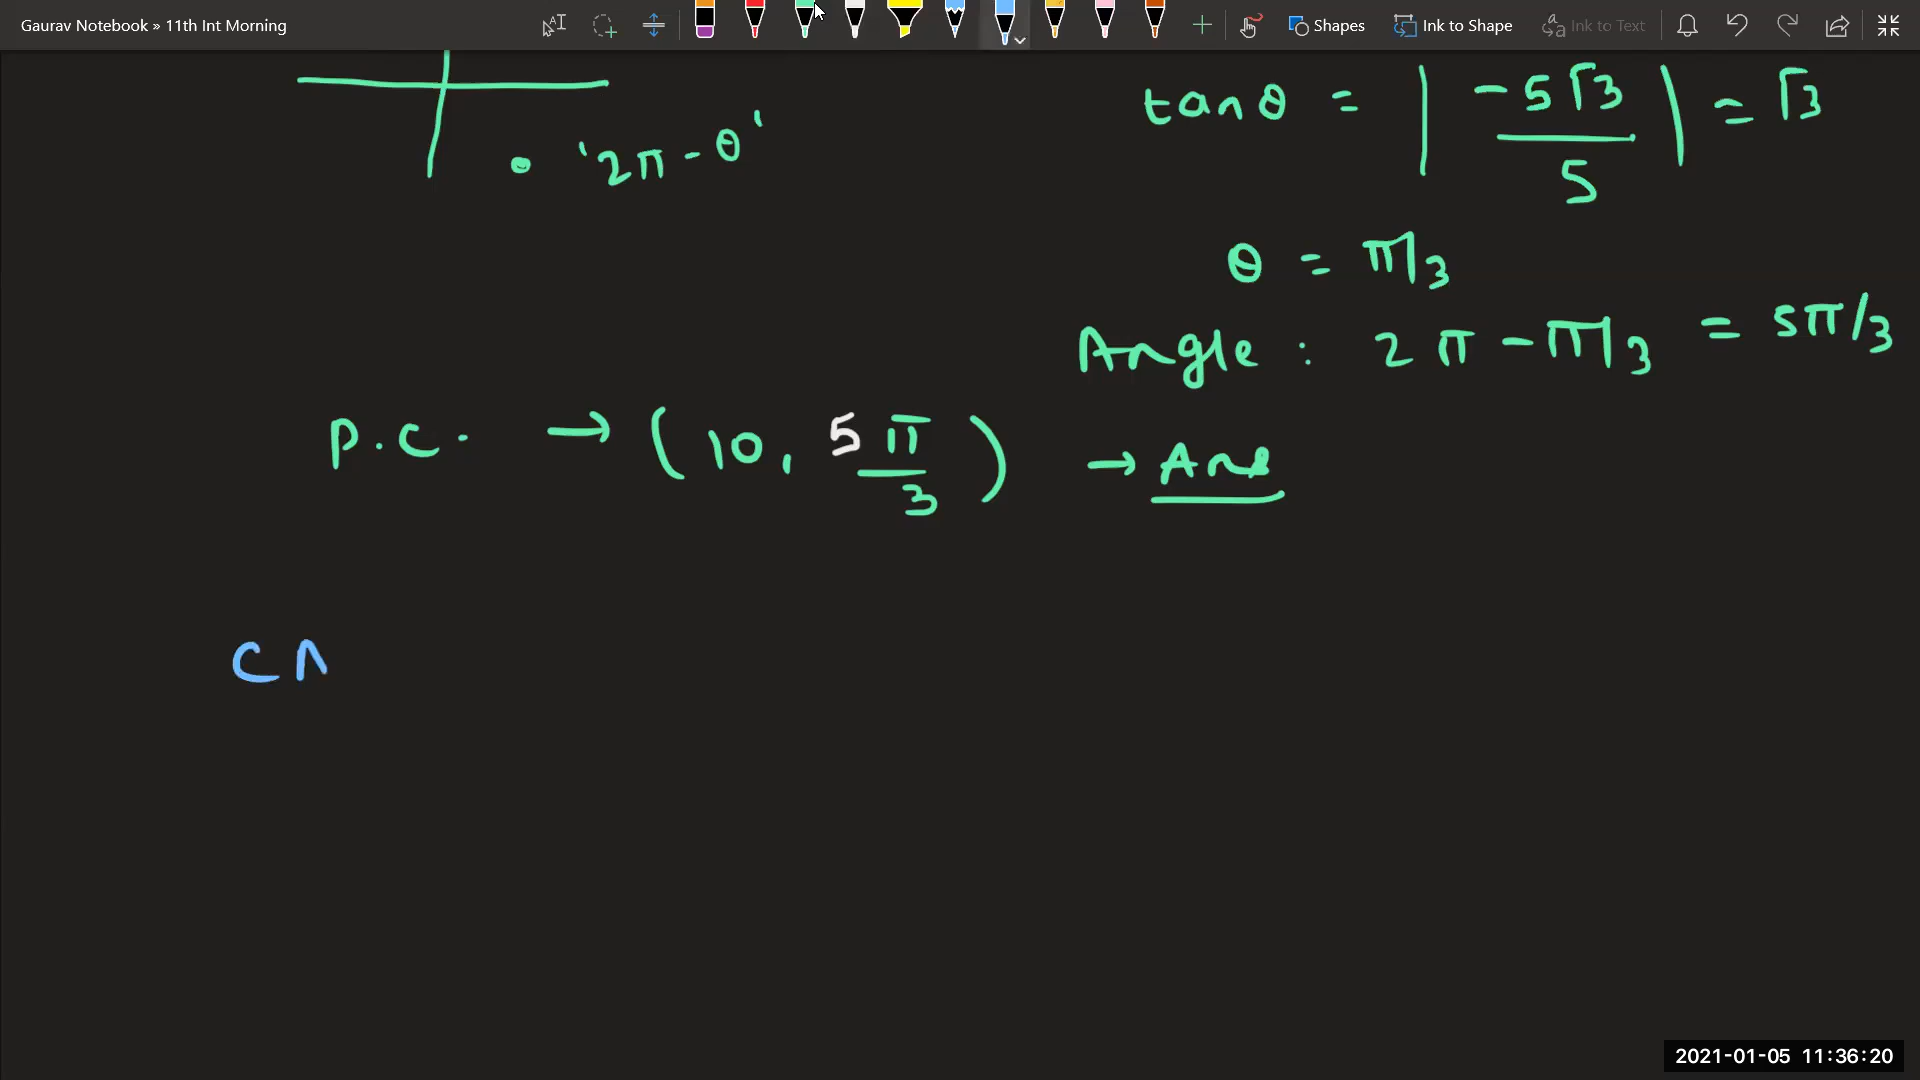 Gaurav Notebook » 11th Int Morning
Shapes
Ink to Shape
Ink to Text
tanθ = | -5√3 / 5 | = √3
'2π - θ'
θ = π/3
Angle : 2π - π/3 = 5π/3
P.C. → (10, 5π/3) → Ans
C
2021-01-05 11:36:20